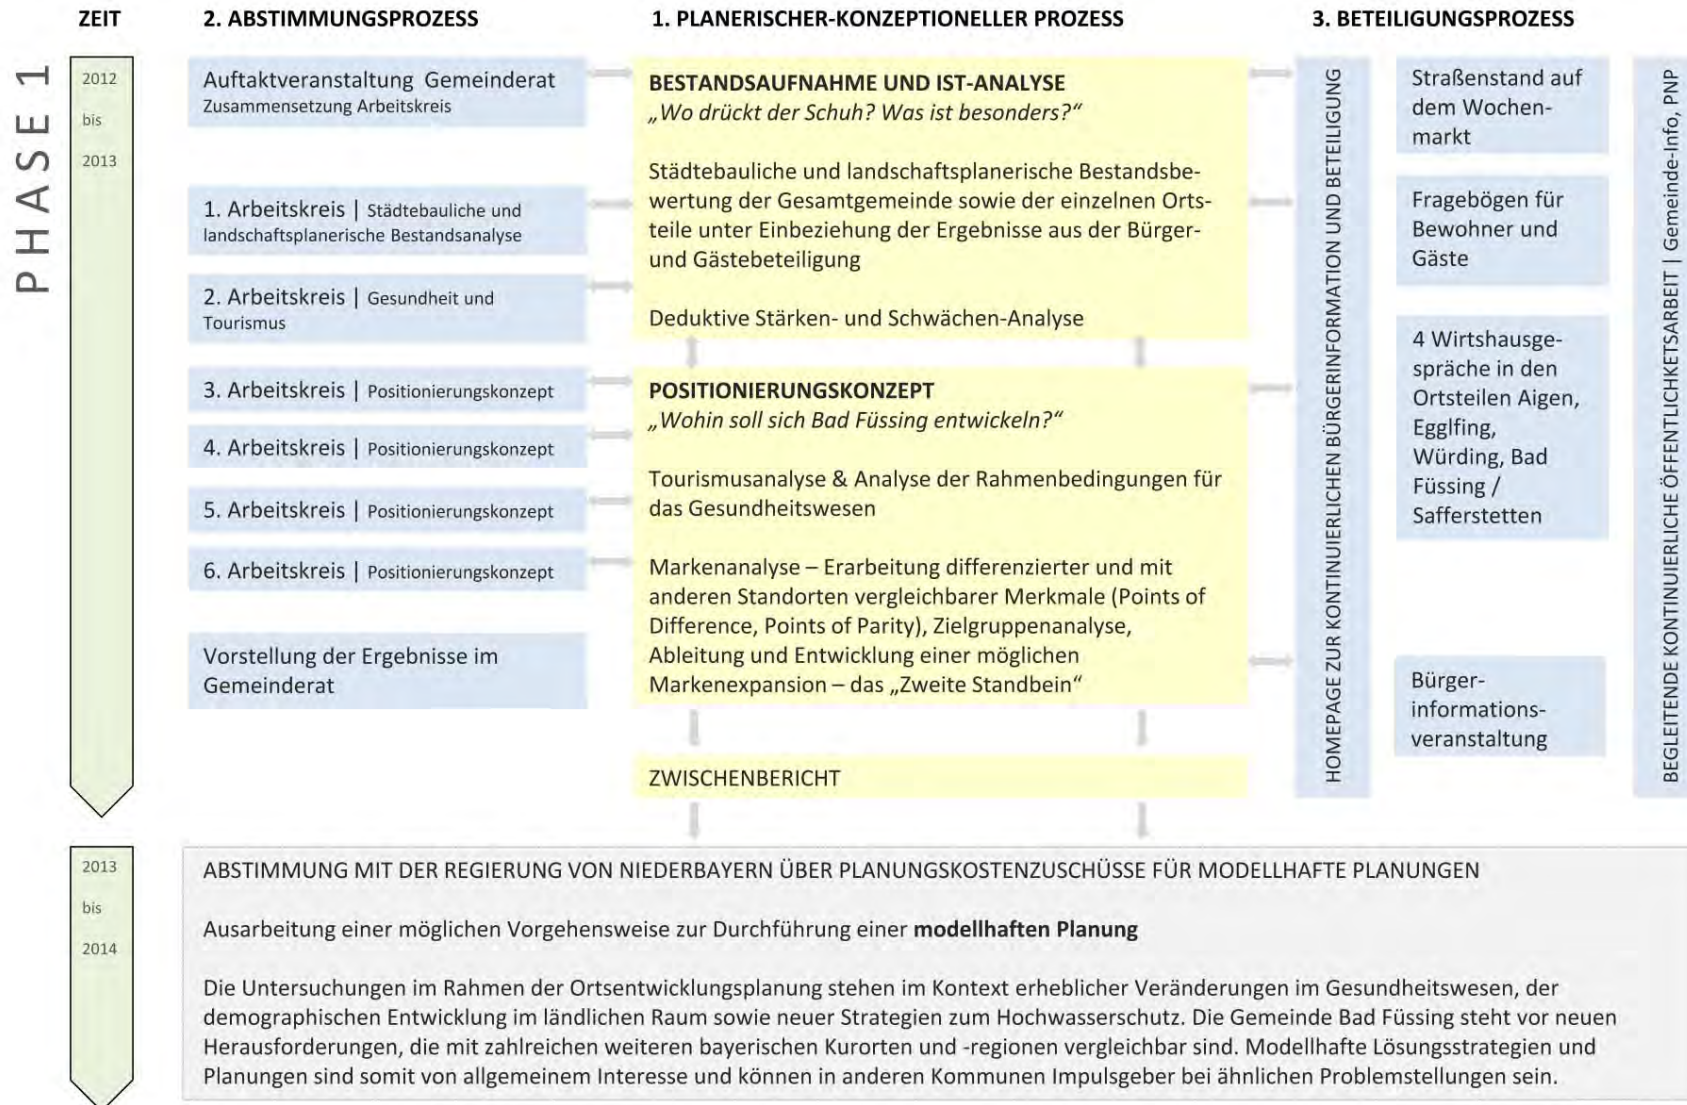 ZEIT
2. ABSTIMMUNGSPROZESS
1. PLANERISCHER-KONZEPTIONELLER PROZESS
3. BETEILIGUNGSPROZESS
PHASE 1
2012
bis
2013
Auftaktveranstaltung Gemeinderat
Zusammensetzung Arbeitskreis
1. Arbeitskreis | Städtebauliche und
landschaftsplanerische Bestandsanalyse
2. Arbeitskreis | Gesundheit und
Tourismus
3. Arbeitskreis | Positionierungskonzept
4. Arbeitskreis | Positionierungskonzept
5. Arbeitskreis | Positionierungskonzept
6. Arbeitskreis | Positionierungskonzept
Vorstellung der Ergebnisse im
Gemeinderat
BESTANDSAUFNAHME UND IST-ANALYSE
„Wo drückt der Schuh? Was ist besonders?“
Städtebauliche und landschaftsplanerische Bestandsbe-
wertung der Gesamtgemeinde sowie der einzelnen Orts-
teile unter Einbeziehung der Ergebnisse aus der Bürger-
und Gästebeteiligung
Deduktive Stärken- und Schwächen-Analyse
POSITIONIERUNGSKONZEPT
„Wohin soll sich Bad Füssing entwickeln?“
Tourismusanalyse & Analyse der Rahmenbedingungen für
das Gesundheitswesen
Markenanalyse – Erarbeitung differenzierter und mit
anderen Standorten vergleichbarer Merkmale (Points of
Difference, Points of Parity), Zielgruppenanalyse,
Ableitung und Entwicklung einer möglichen
Markenexpansion – das „Zweite Standbein“
ZWISCHENBERICHT
HOMEPAGE ZUR KONTINUIERLICHEN BÜRGERINFORMATION UND BETEILIGUNG
Straßenstand auf
dem Wochen-
markt
Fragebögen für
Bewohner und
Gäste
4 Wirtshausge-
spräche in den
Ortsteilen Aigen,
Egglfing,
Würding, Bad
Füssing /
Safferstetten
Bürger-
informations-
veranstaltung
BEGLEITENDE KONTINUIERLICHE ÖFFENTLICHKETSARBEIT | Gemeinde-Info, PNP
2013
bis
2014
ABSTIMMUNG MIT DER REGIERUNG VON NIEDERBAYERN ÜBER PLANUNGSKOSTENZUSCHÜSSE FÜR MODELLHAFTE PLANUNGEN
Ausarbeitung einer möglichen Vorgehensweise zur Durchführung einer modellhaften Planung
Die Untersuchungen im Rahmen der Ortsentwicklungsplanung stehen im Kontext erheblicher Veränderungen im Gesundheitswesen, der
demographischen Entwicklung im ländlichen Raum sowie neuer Strategien zum Hochwasserschutz. Die Gemeinde Bad Füssing steht vor neuen
Herausforderungen, die mit zahlreichen weiteren bayerischen Kurorten und -regionen vergleichbar sind. Modellhafte Lösungsstrategien und
Planungen sind somit von allgemeinem Interesse und können in anderen Kommunen Impulsgeber bei ähnlichen Problemstellungen sein.